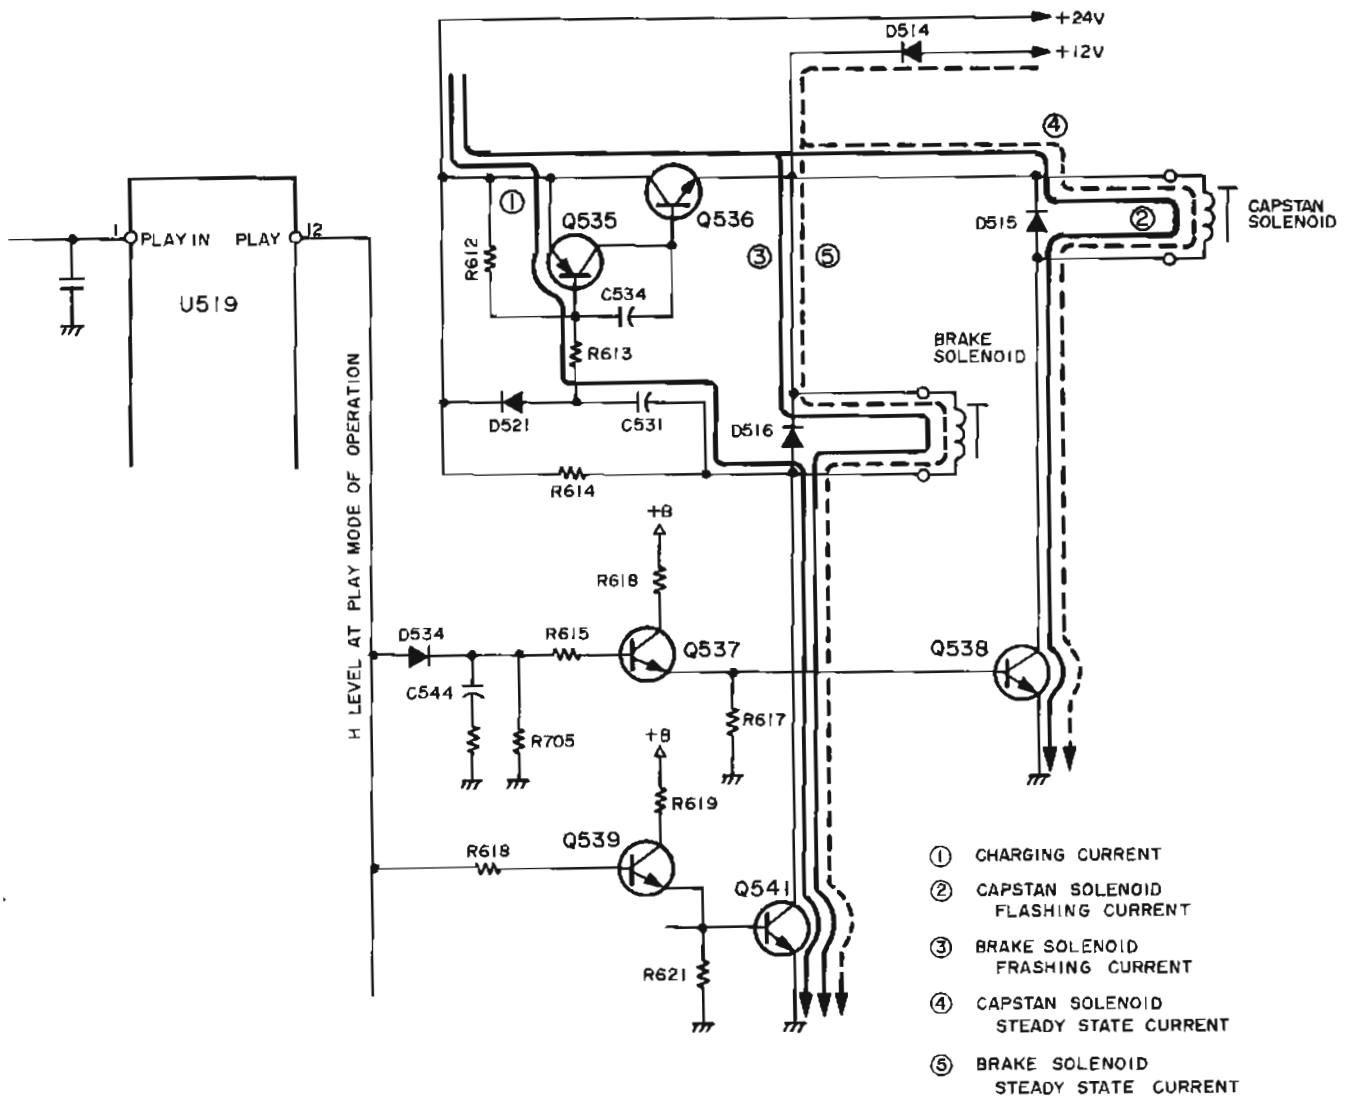 +24V
D514
+12V
④
①
Q535
Q536
③
⑤
D515
②
CAPSTAN
SOLENOID
1
PLAY IN
PLAY
12
U519
R612
C534
R613
BRAKE
SOLENOID
D521
C531
D516
R614
H LEVEL AT PLAY MODE OF OPERATION
+B
R618
D534
R615
Q537
Q538
C544
R705
R617
+B
R619
R618
Q539
Q541
R621
① CHARGING CURRENT
② CAPSTAN SOLENOID
FLASHING CURRENT
③ BRAKE SOLENOID
FRASHING CURRENT
④ CAPSTAN SOLENOID
STEADY STATE CURRENT
⑤ BRAKE SOLENOID
STEADY STATE CURRENT